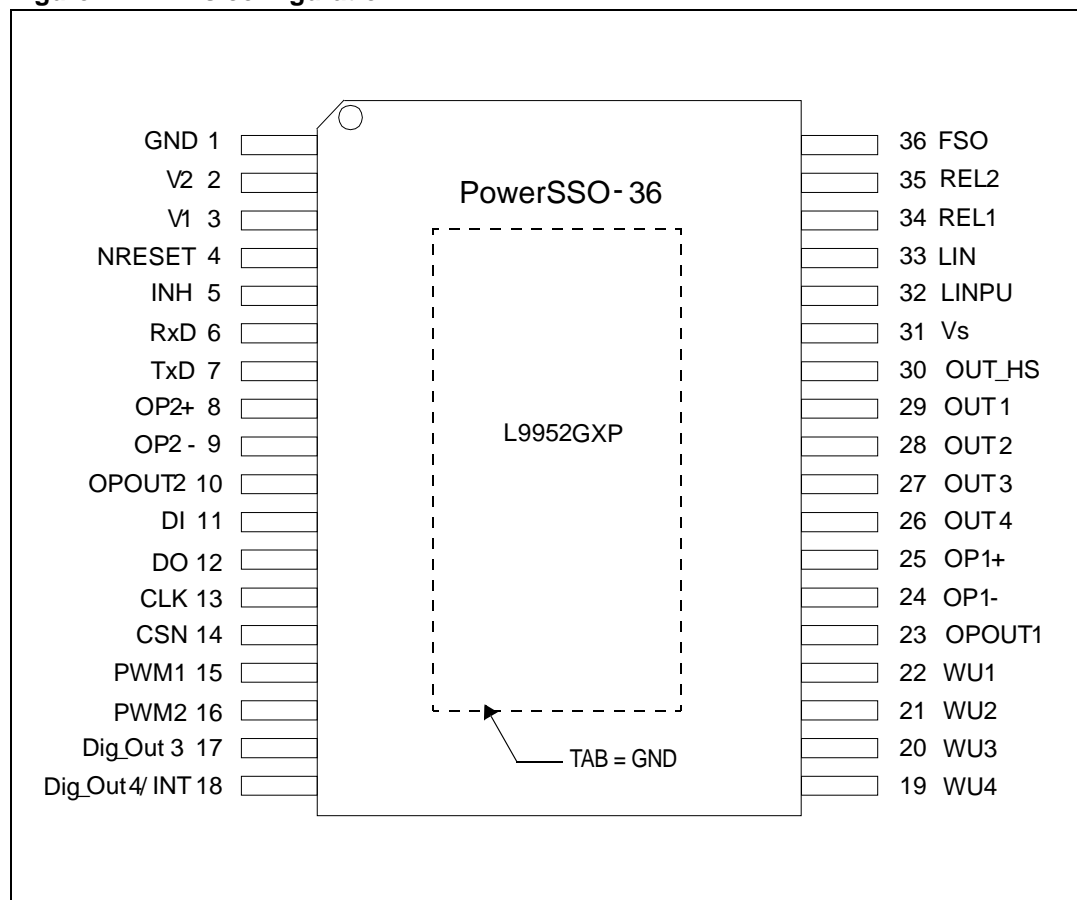 GND 1
V2 2
V1 3
NRESET 4
INH 5
RxD 6
TxD 7
OP2+ 8
OP2 - 9
OPOUT2 10
DI 11
DO 12
CLK 13
CSN 14
PWM1 15
PWM2 16
Dig_Out 3 17
Dig_Out 4/ INT 18
PowerSSO- 36
L9952GXP
TAB = GND
36 FSO
35 REL2
34 REL1
33 LIN
32 LINPU
31 Vs
30 OUT_HS
29 OUT1
28 OUT2
27 OUT3
26 OUT4
25 OP1+
24 OP1-
23 OPOUT1
22 WU1
21 WU2
20 WU3
19 WU4